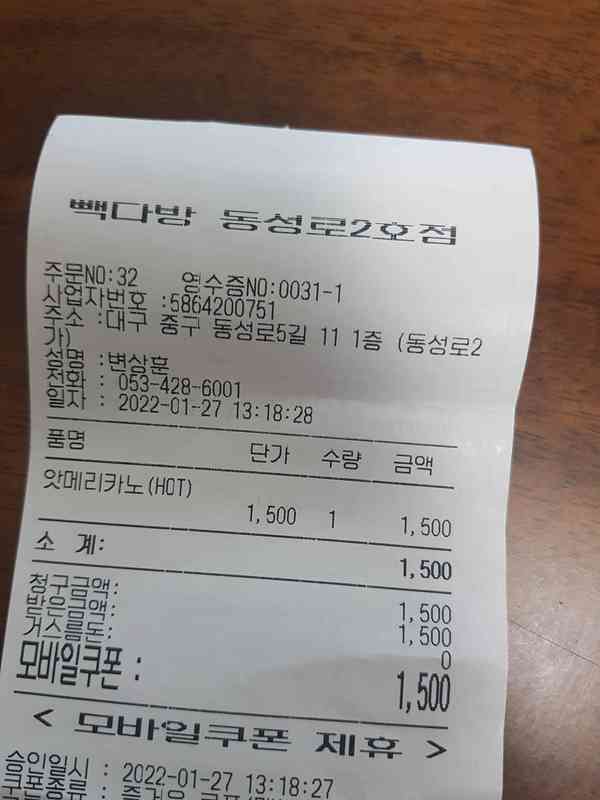 빽다방 동성로2호점
주문NO:32 영수증NO:0031-1
사업자번호 :5864200751
주소 :대구 중구 동성로5길 11 1층 (동성로2
가)
성명 :변상훈
전화 : 053-428-6001
일자 : 2022-01-27 13:18:28
품명 단가 수량 금액
앗메리카노(HOT)
1,500 1 1,500
소 계: 1,500
청구금액: 1,500
받은금액: 1,500
거스름돈: 0
모바일쿠폰 : 1,500
< 모바일쿠폰 제휴 >
승인일시 : 2022-01-27 13:18:27
쿠폰종류 :